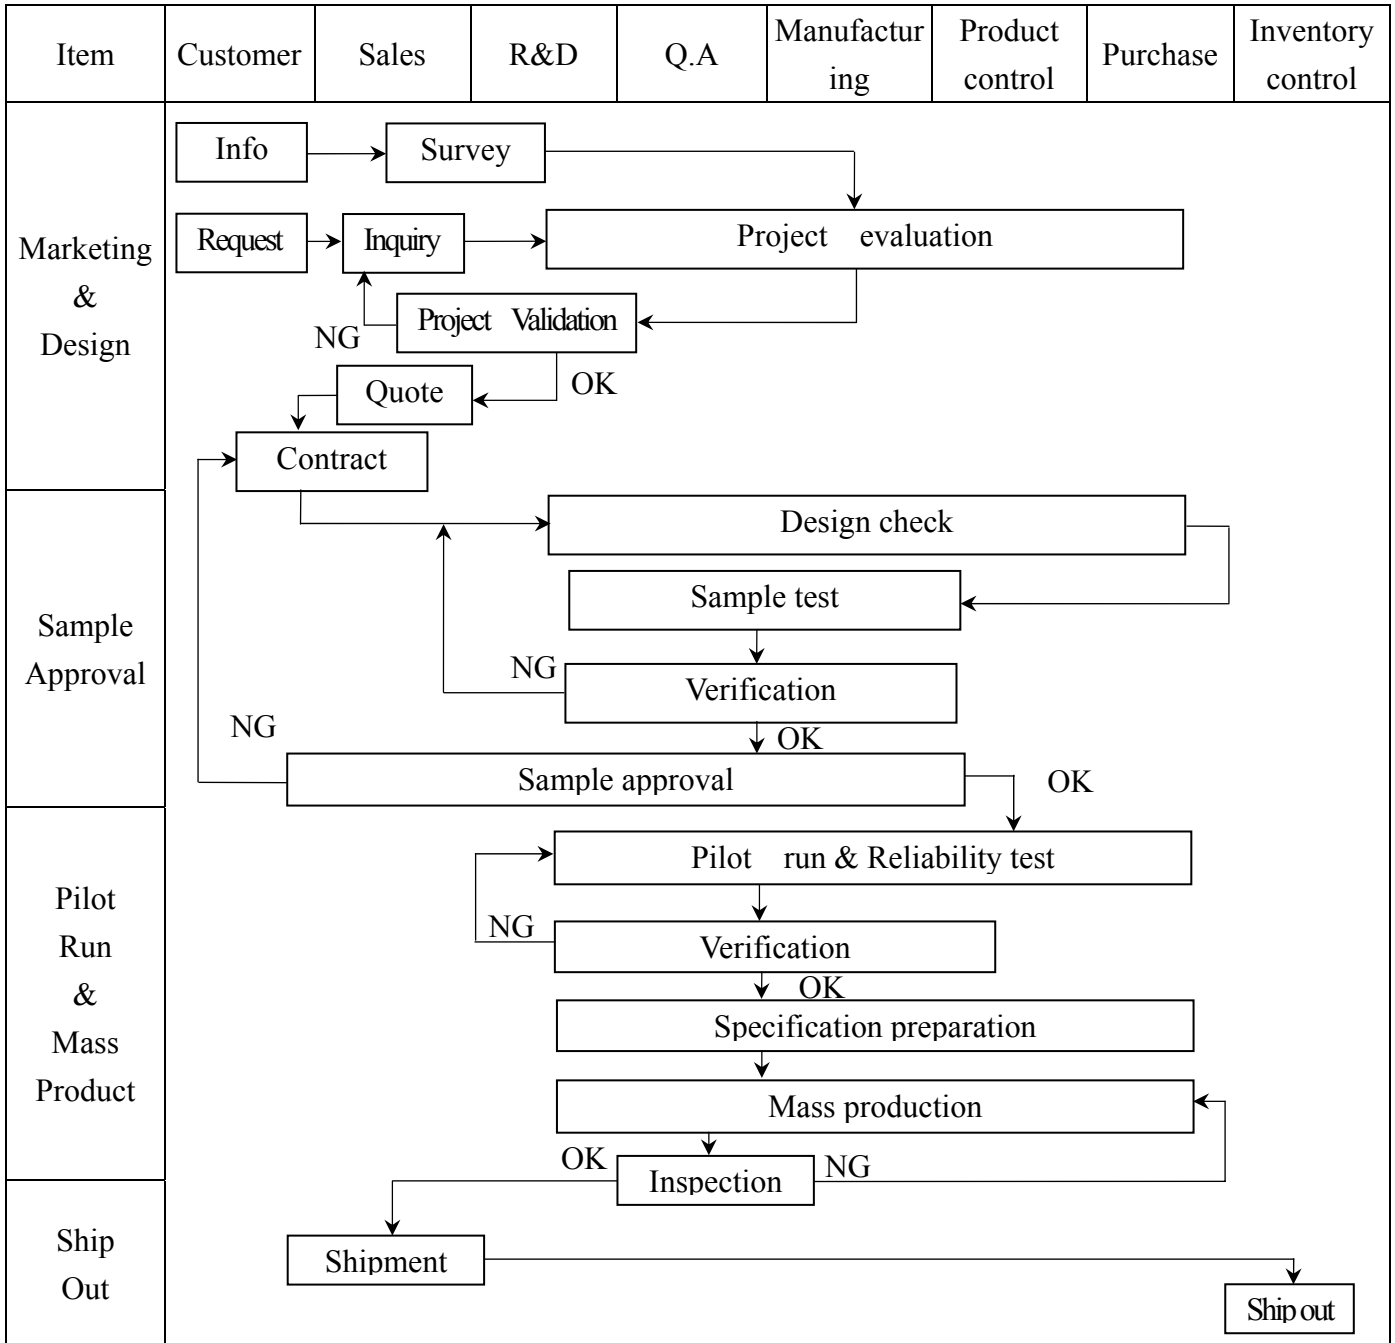 Item
Customer
Sales
R&D
Q.A
Manufactur
ing
Product
control
Purchase
Inventory
control
Marketing
&
Design
Info
Survey
Request
Inquiry
Project evaluation
NG
Project Validation
OK
Quote
Contract
Sample
Approval
Design check
Sample test
NG
Verification
NG
OK
Sample approval
OK
Pilot
Run
&
Mass
Product
Pilot run & Reliability test
NG
Verification
OK
Specification preparation
Mass production
OK
Inspection
NG
Ship
Out
Shipment
Ship out